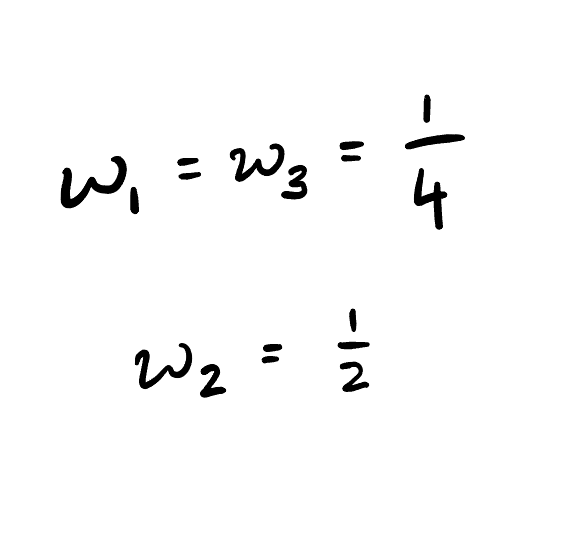 w₁ = w₃ = 1/4
w₂ = 1/2